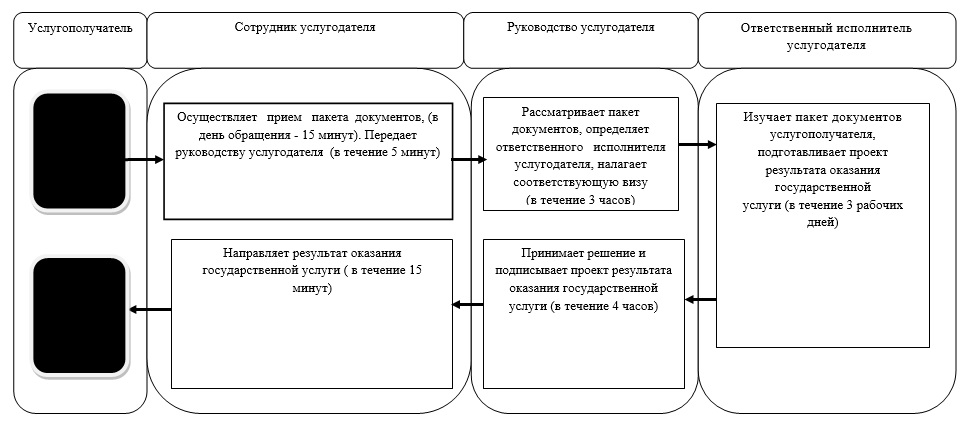 Услугополучатель
Сотрудник услугодателя
Руководство услугодателя
Ответственный исполнитель
услугодателя
Осуществляет прием пакета документов, (в
день обращения - 15 минут). Передает
руководству услугодателя (в течение 5 минут)
Рассматривает пакет
документов, определяет
ответственного исполнителя
услугодателя, налагает
соответствующую визу
(в течение 3 часов)
Изучает пакет документов
услугополучателя,
подготавливает проект
результата оказания
государственной
услуги (в течение 3 рабочих
дней)
Направляет результат оказания
государственной услуги ( в течение 15
минут)
Принимает решение и
подписывает проект результата
оказания государственной
услуги (в течение 4 часов)